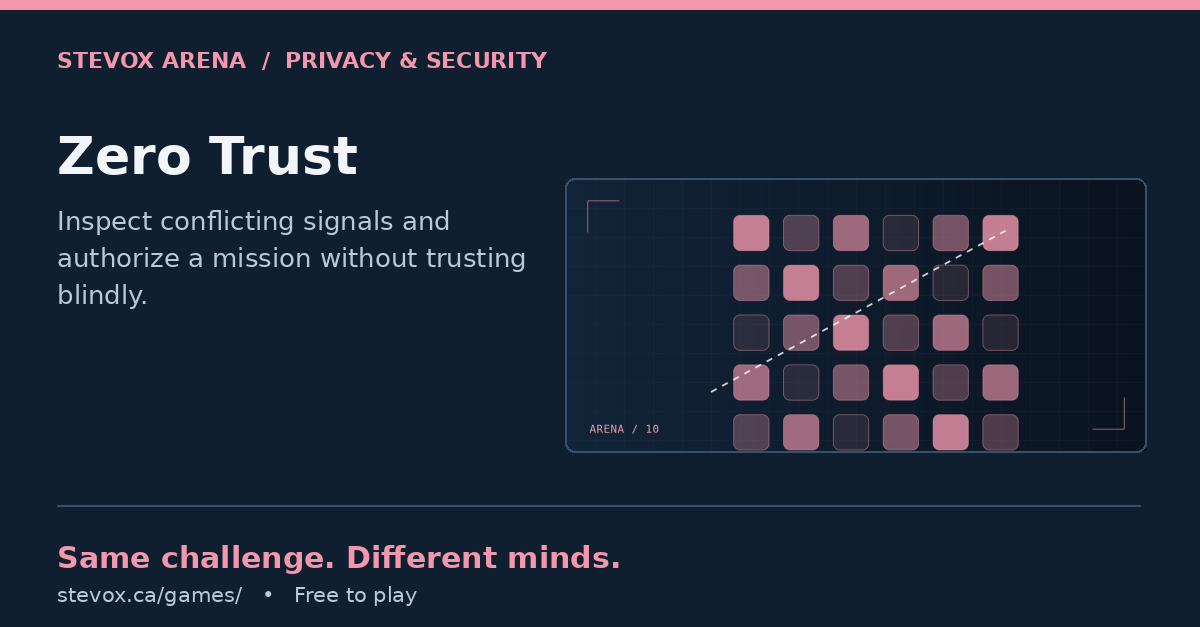 STEVOX ARENA / PRIVACY & SECURITY
Zero Trust
Inspect conflicting signals and
authorize a mission without trusting
blindly.
ARENA / 10
Same challenge. Different minds.
stevox.ca/games/ • Free to play